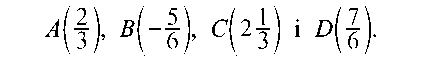 A(2/3), B(−5/6), C(2 1/3) і D(7/6).